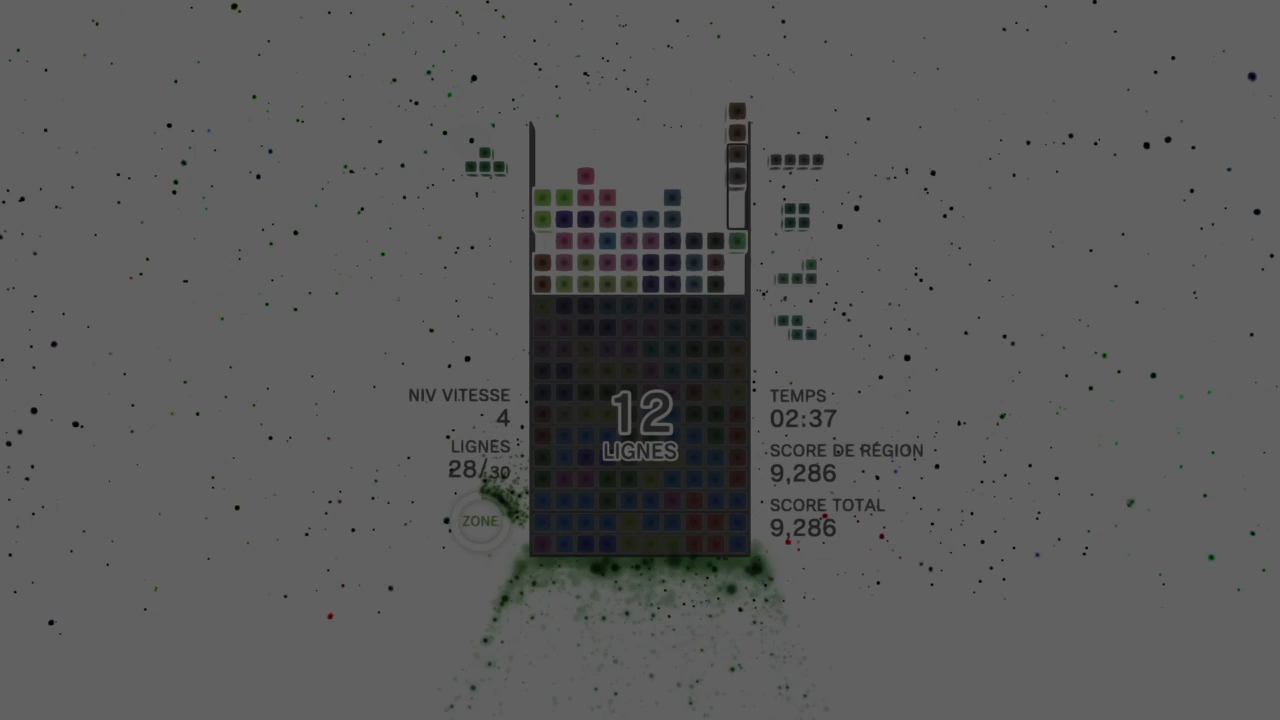 12
LIGNES
NIV VITESSE
4
LIGNES
28/30
ZONE
TEMPS
02:37
SCORE DE RÉGION
9,286
SCORE TOTAL
9,286